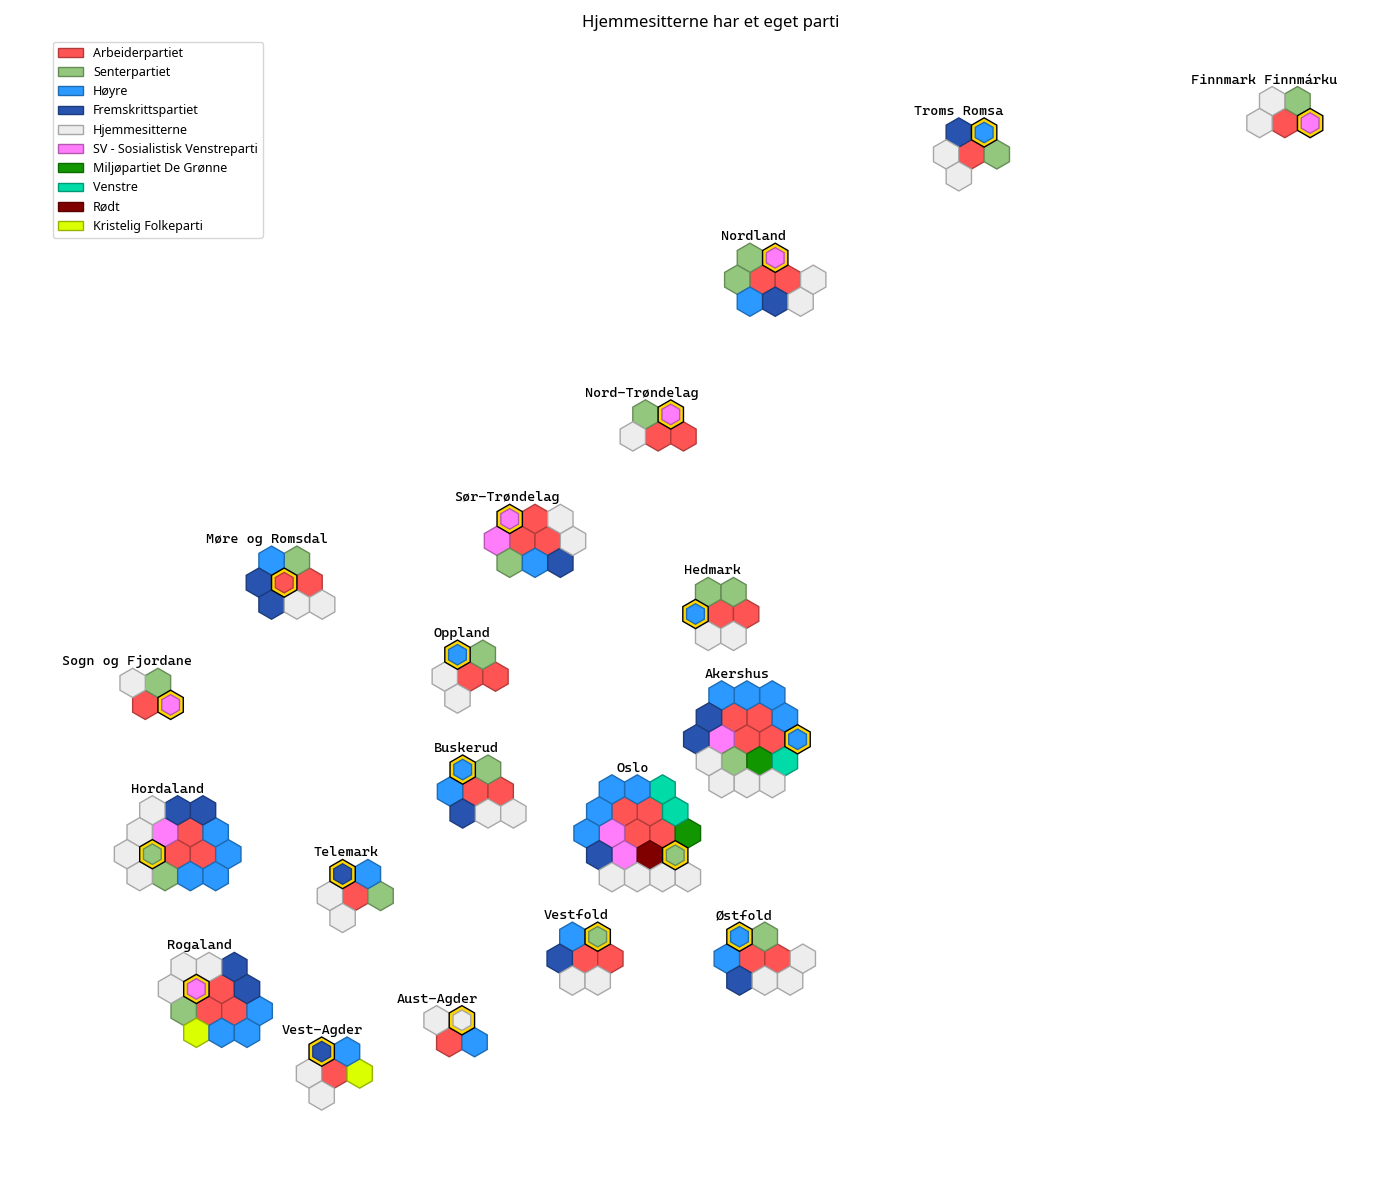 Hjemmesitterne har et eget parti
Arbeiderpartiet
Senterpartiet
Høyre
Fremskrittspartiet
Hjemmesitterne
SV - Sosialistisk Venstreparti
Miljøpartiet De Grønne
Venstre
Rødt
Kristelig Folkeparti
Finnmark Finnmárku
Troms Romsa
Nordland
Nord-Trøndelag
Sør-Trøndelag
Møre og Romsdal
Hedmark
Oppland
Sogn og Fjordane
Akershus
Buskerud
Oslo
Hordaland
Telemark
Vestfold
Østfold
Rogaland
Aust-Agder
Vest-Agder